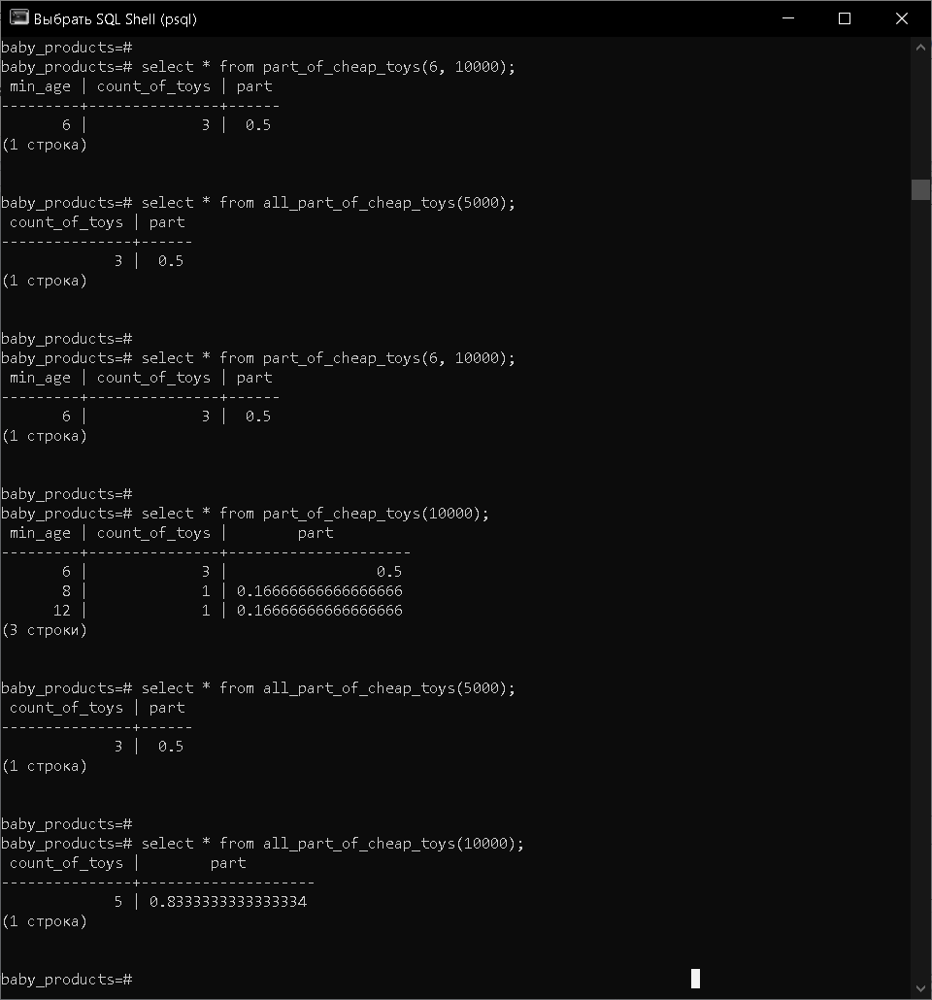 Выбрать SQL Shell (psql)
baby_products=#
baby_products=# select * from part_of_cheap_toys(6, 10000);
 min_age | count_of_toys | part
---------+---------------+------
       6 |             3 |  0.5
(1 строка)
baby_products=# select * from all_part_of_cheap_toys(5000);
 count_of_toys | part
---------------+------
             3 |  0.5
(1 строка)
baby_products=#
baby_products=# select * from part_of_cheap_toys(6, 10000);
 min_age | count_of_toys | part
---------+---------------+------
       6 |             3 |  0.5
(1 строка)
baby_products=#
baby_products=# select * from part_of_cheap_toys(10000);
 min_age | count_of_toys |        part
---------+---------------+---------------------
       6 |             3 |                 0.5
       8 |             1 | 0.16666666666666666
      12 |             1 | 0.16666666666666666
(3 строки)
baby_products=# select * from all_part_of_cheap_toys(5000);
 count_of_toys | part
---------------+------
             3 |  0.5
(1 строка)
baby_products=#
baby_products=# select * from all_part_of_cheap_toys(10000);
 count_of_toys |        part
---------------+--------------------
             5 | 0.8333333333333334
(1 строка)
baby_products=#